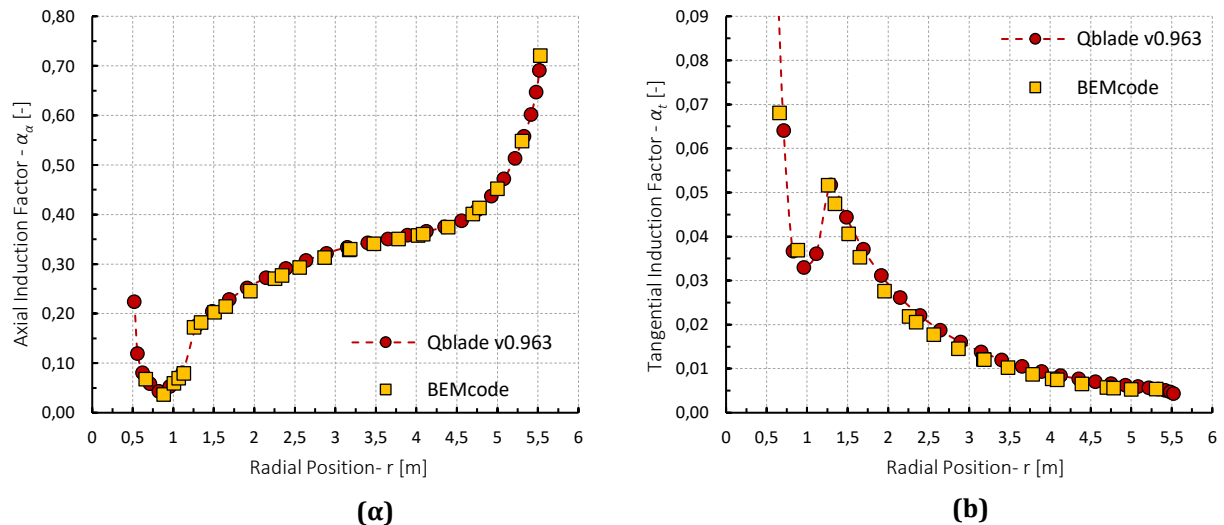 0,80
0,70
0,60
0,50
0,40
0,30
0,20
0,10
0,00
Axial Induction Factor - αα [-]
Qblade v0.963
BEMcode
0 0,5 1 1,5 2 2,5 3 3,5 4 4,5 5 5,5 6
Radial Position- r [m]
(α)
0,09
0,08
0,07
0,06
0,05
0,04
0,03
0,02
0,01
0,00
Tangential Induction Factor - αt [-]
Qblade v0.963
BEMcode
0 0,5 1 1,5 2 2,5 3 3,5 4 4,5 5 5,5 6
Radial Position- r [m]
(b)